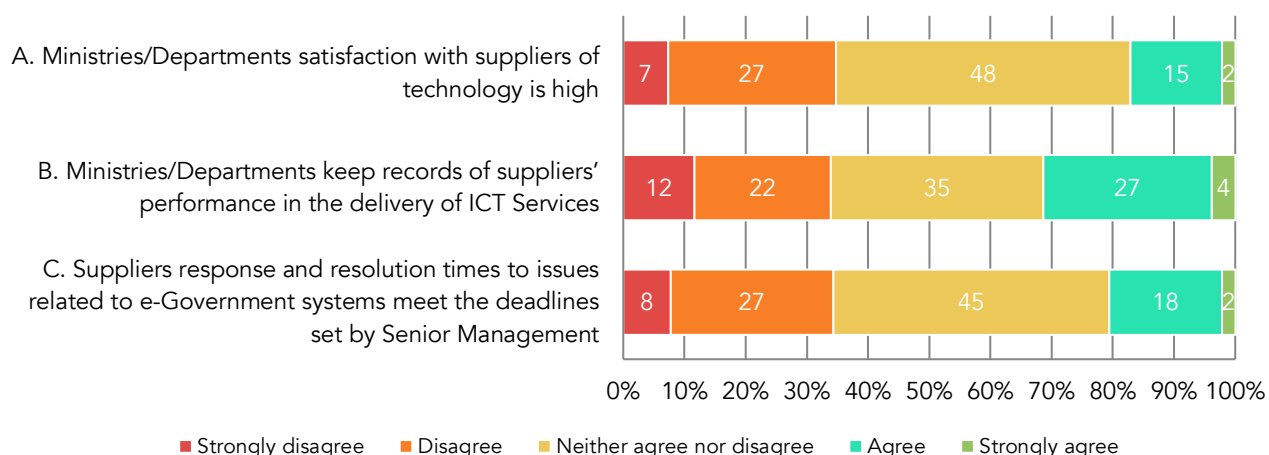 A. Ministries/Departments satisfaction with suppliers of
technology is high
7 27 48 15 2
B. Ministries/Departments keep records of suppliers’
performance in the delivery of ICT Services
12 22 35 27 4
C. Suppliers response and resolution times to issues
related to e-Government systems meet the deadlines
set by Senior Management
8 27 45 18 2
0% 10% 20% 30% 40% 50% 60% 70% 80% 90% 100%
Strongly disagree Disagree Neither agree nor disagree Agree Strongly agree